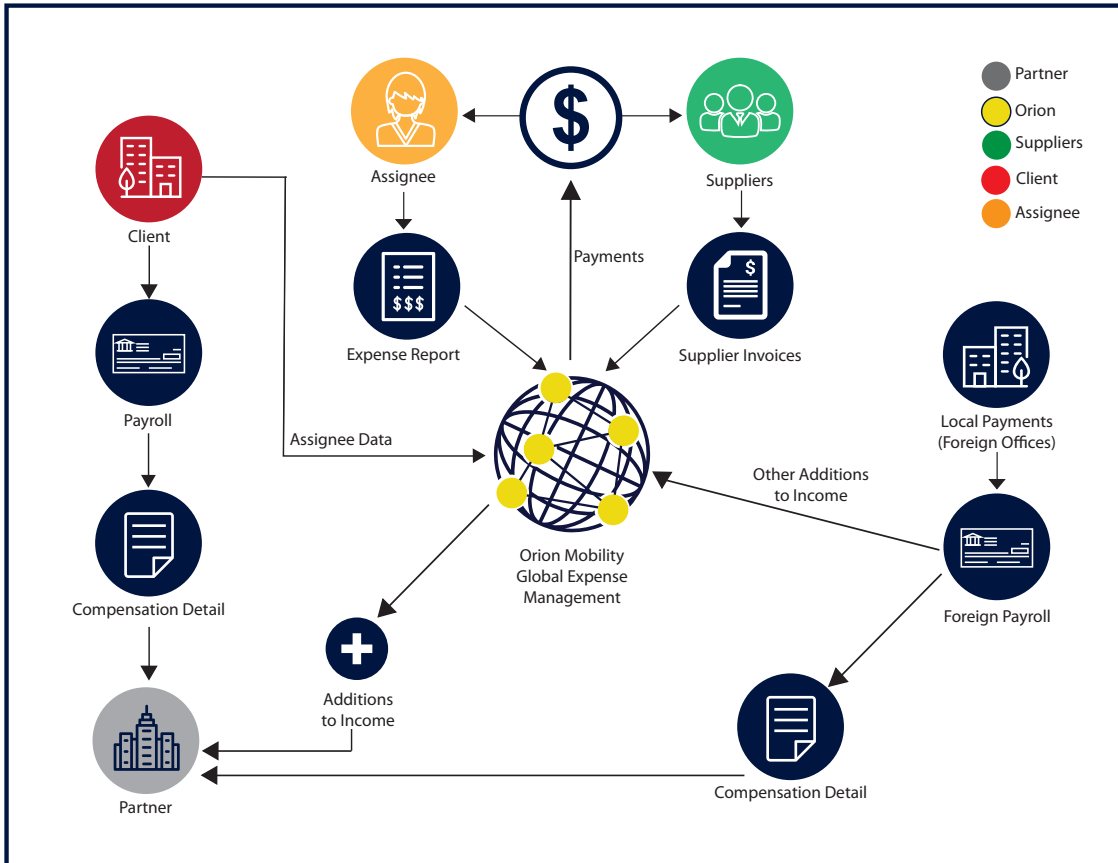 Partner
Orion
Suppliers
Client
Assignee
$
Assignee
Suppliers
Client
Payments
$$$
$
Expense Report
Supplier Invoices
Payroll
Local Payments
(Foreign Offices)
Assignee Data
Other Additions
to Income
Orion Mobility
Global Expense
Management
Compensation Detail
Foreign Payroll
Additions
to Income
Partner
Compensation Detail